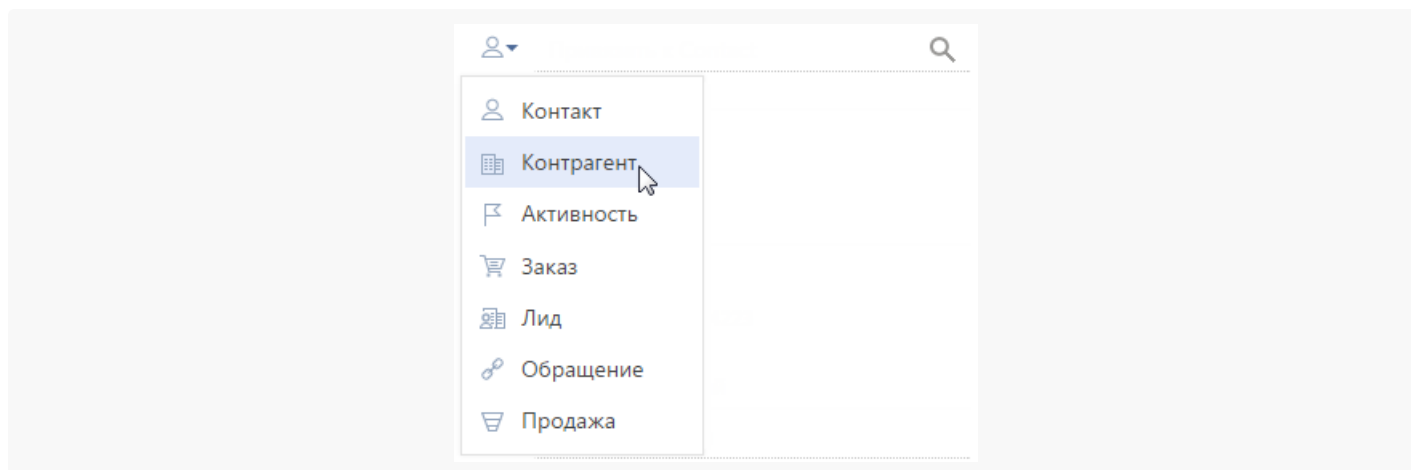 Контакт
Контрагент
Активность
Заказ
Лид
Обращение
Продажа